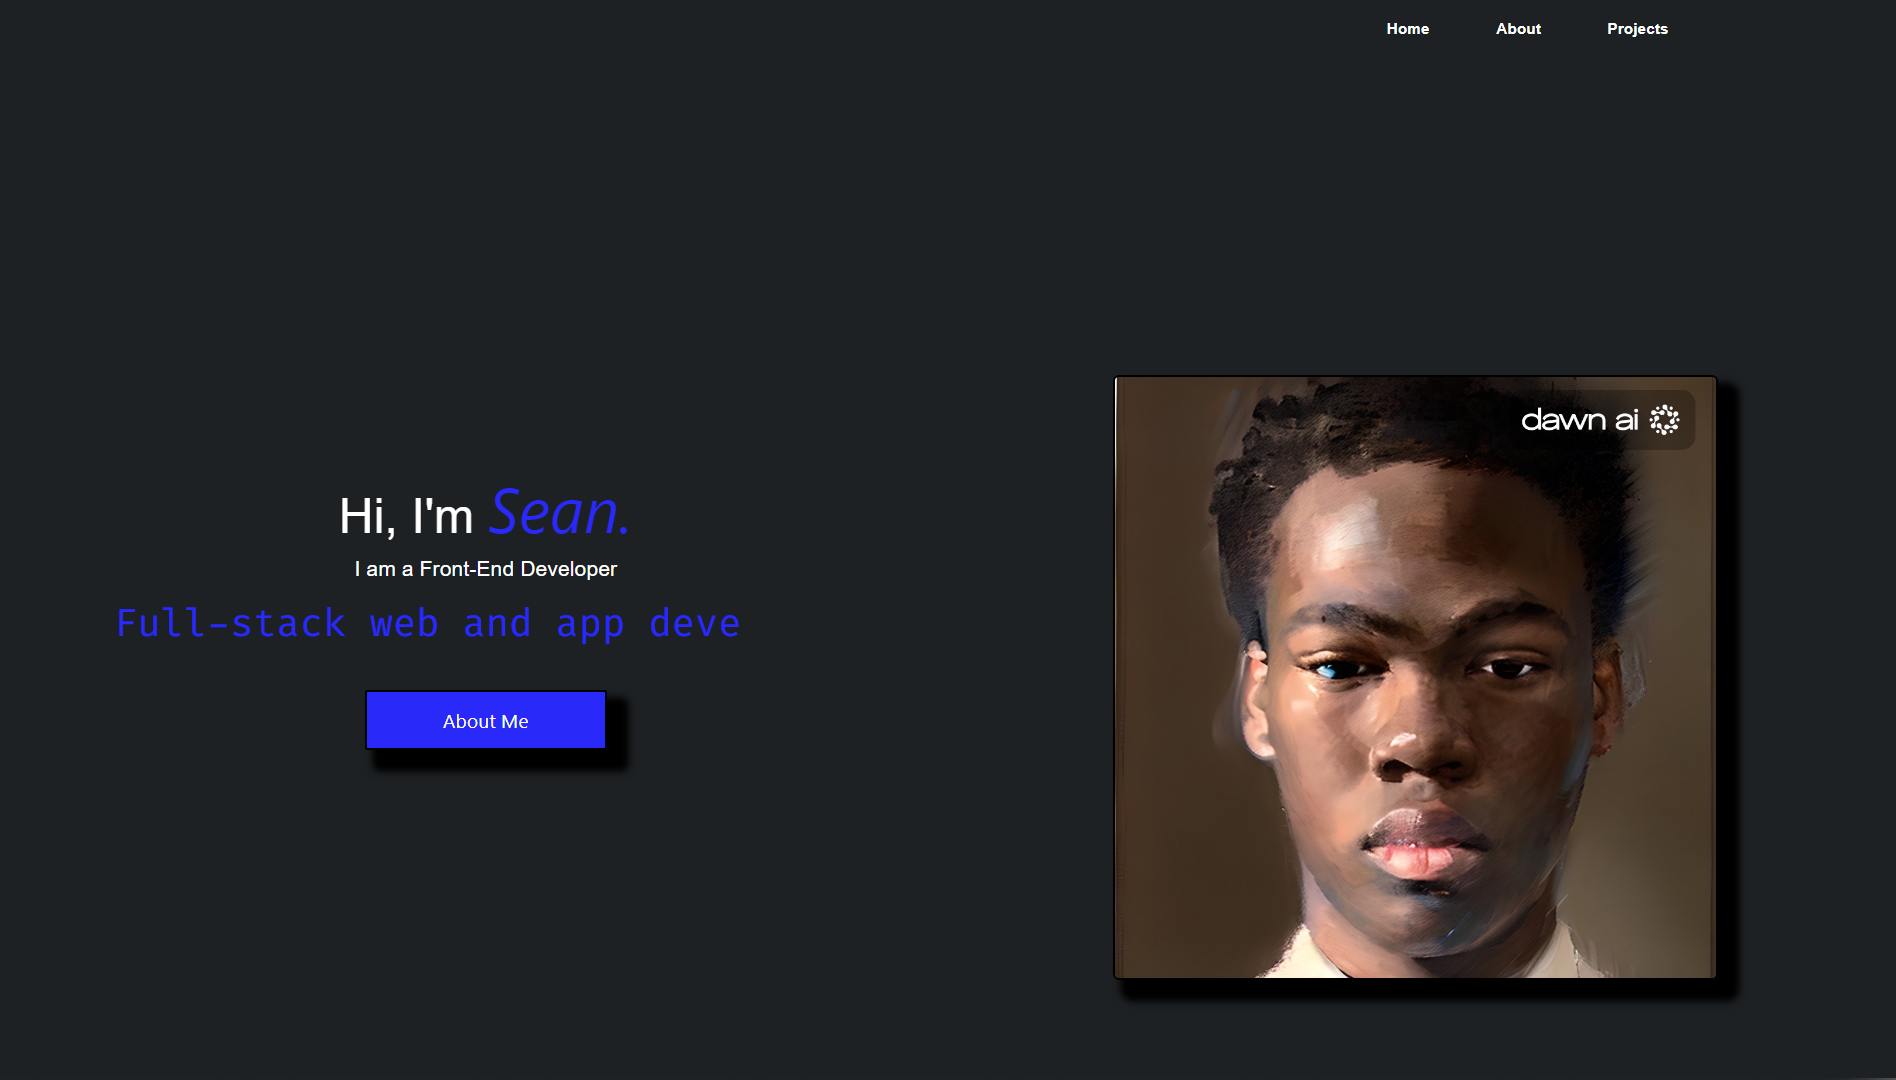 Home About Projects
dawn ai
Hi, I'm Sean.
I am a Front-End Developer
Full-stack web and app deve
About Me